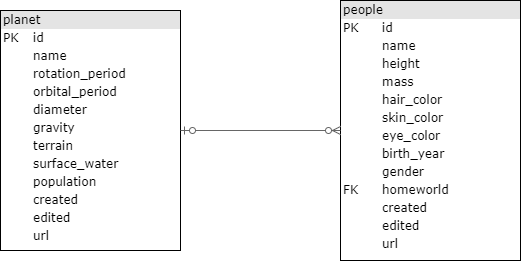 planet
PK id
name
rotation_period
orbital_period
diameter
gravity
terrain
surface_water
population
created
edited
url
people
PK id
name
height
mass
hair_color
skin_color
eye_color
birth_year
gender
FK homeworld
created
edited
url